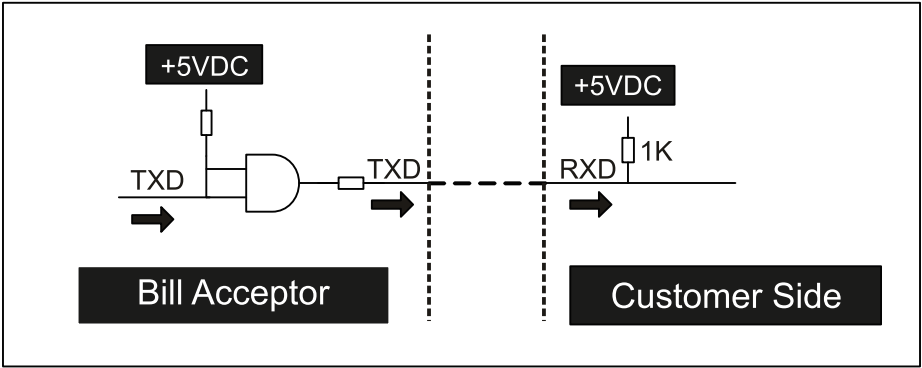 +5VDC
+5VDC
1K
TXD
TXD
RXD
Bill Acceptor
Customer Side